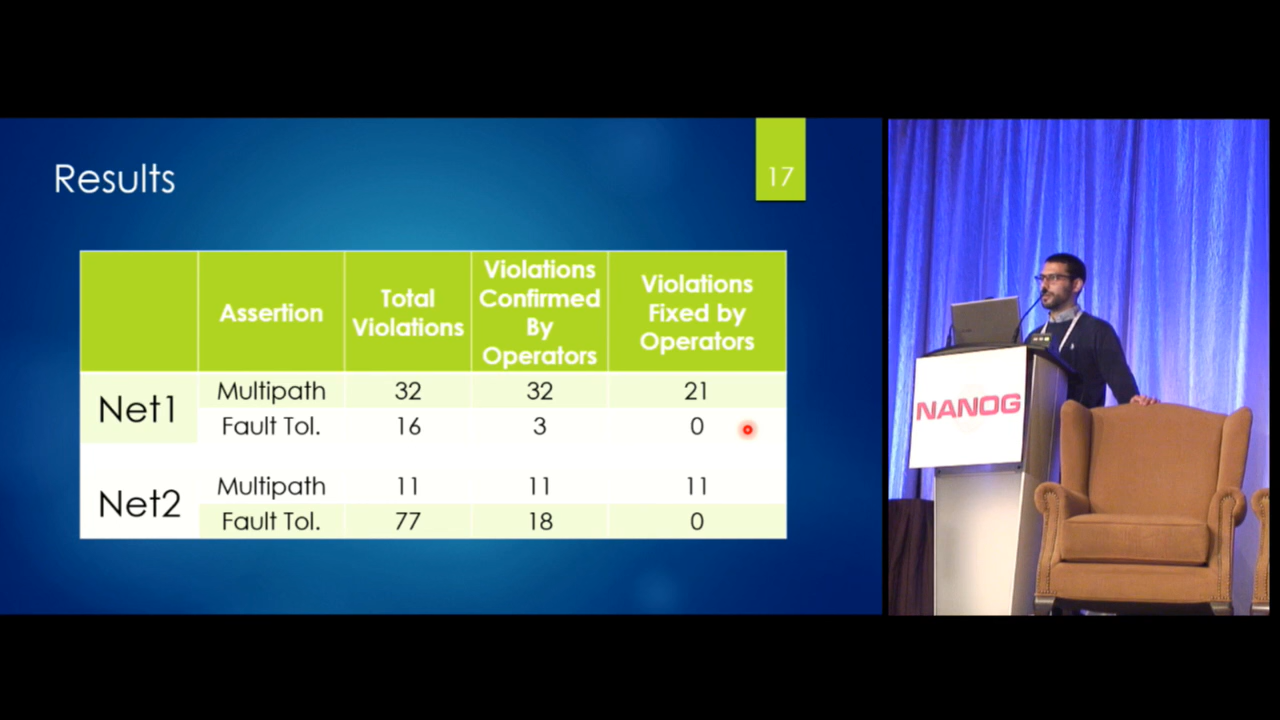 Results
17
Assertion
Total
Violations
Violations
Confirmed
By
Operators
Violations
Fixed by
Operators
Net1
Multipath 32 32 21
Fault Tol. 16 3 0
Net2
Multipath 11 11 11
Fault Tol. 77 18 0
NANOG